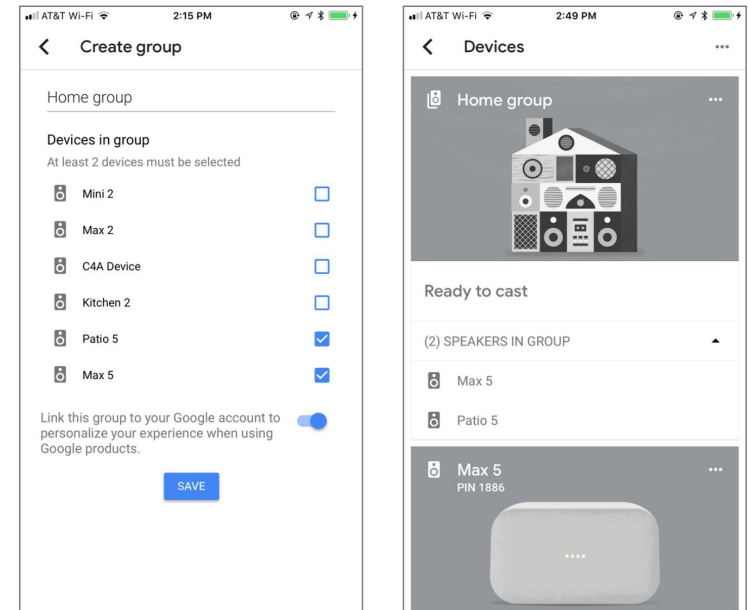 AT&T Wi-Fi
2:15 PM
Create group
Home group
Devices in group
At least 2 devices must be selected
Mini 2
Max 2
C4A Device
Kitchen 2
Patio 5
Max 5
Link this group to your Google account to
personalize your experience when using
Google products.
SAVE
AT&T Wi-Fi
2:49 PM
Devices
Home group
Ready to cast
(2) SPEAKERS IN GROUP
Max 5
Patio 5
Max 5
PIN 1886